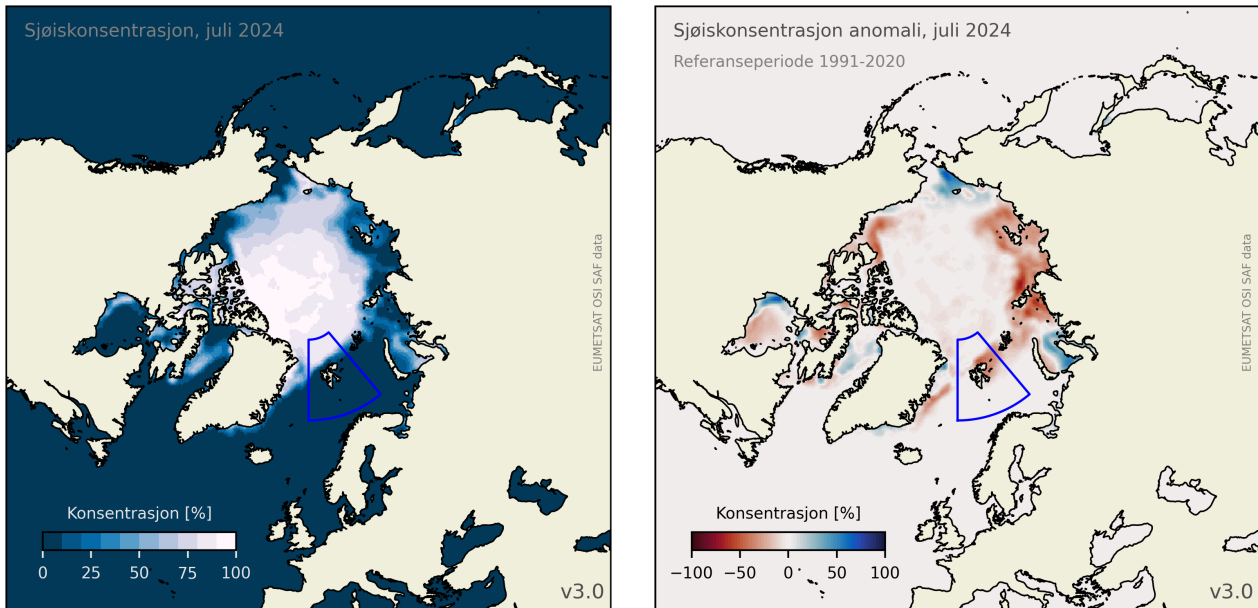 Sjøiskonsentrasjon, juli 2024
Konsentrasjon [%]
0 25 50 75 100
v3.0
EUMETSAT OSI SAF data
Sjøiskonsentrasjon anomali, juli 2024
Referanseperiode 1991-2020
Konsentrasjon [%]
−100 −50 0 50 100
v3.0
EUMETSAT OSI SAF data